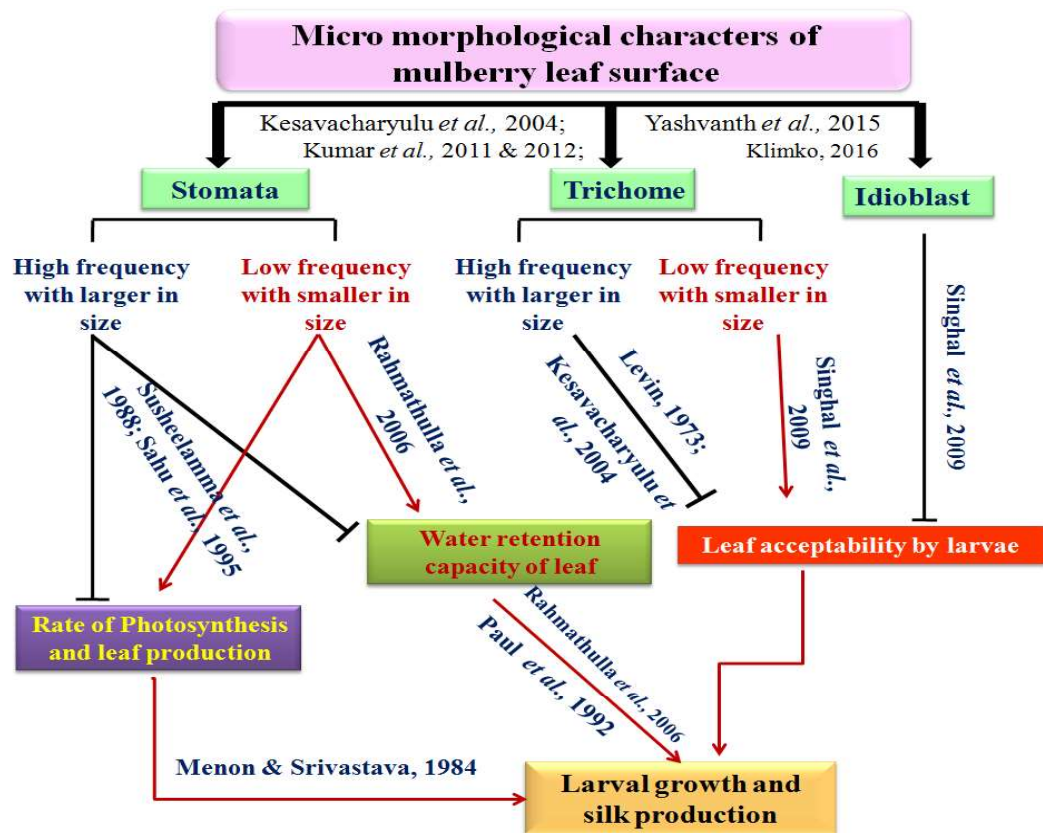 Micro morphological characters of
mulberry leaf surface
Kesavacharyulu et al., 2004;
Kumar et al., 2011 & 2012;
Yashvanth et al., 2015
Klimko, 2016
Stomata
Trichome
Idioblast
High frequency
with larger in
size
Low frequency
with smaller in
size
High frequency
with larger in
size
Low frequency
with smaller in
size
Susheelamma et al.,
1988; Sahu et al., 1995
Rahmathulla et al.,
2006
Levin, 1973;
Kesavacharyulu et
al., 2004
Singhal et al.,
2009
Singhal et al., 2009
Water retention
capacity of leaf
Leaf acceptability by larvae
Rate of Photosynthesis
and leaf production
Rahmathulla et al., 2006
Paul et al., 1992
Menon & Srivastava, 1984
Larval growth and
silk production